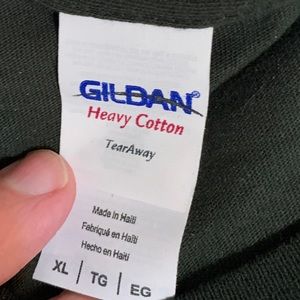 GILDAN®
Heavy Cotton
TearAway
Made in Haiti
Fabriqué en Haïti
Hecho en Haití
XL | TG | EG